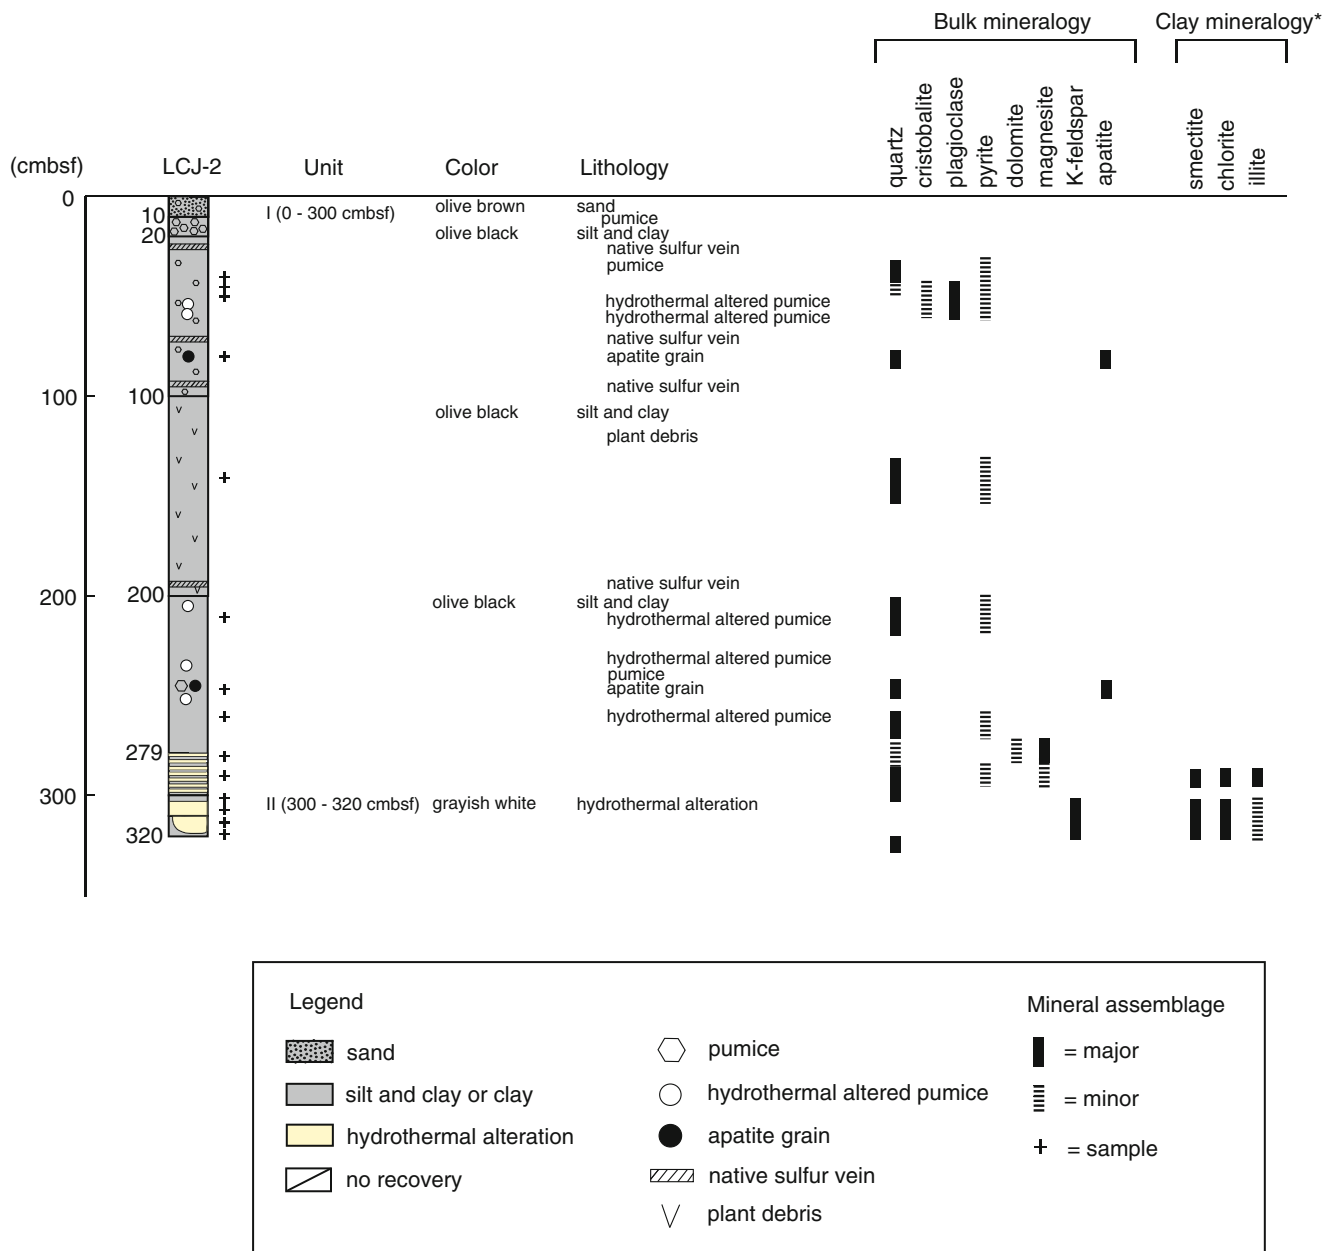 Bulk mineralogy Clay mineralogy*
quartz
cristobalite
plagioclase
pyrite
dolomite
magnesite
K-feldspar
apatite
smectite
chlorite
illite
(cmbsf) LCJ-2 Unit Color Lithology
0 olive brown sand
10 I (0 - 300 cmbsf) pumice
20 olive black silt and clay
native sulfur vein
pumice
hydrothermal altered pumice
hydrothermal altered pumice
native sulfur vein
apatite grain
native sulfur vein
100 100
olive black silt and clay
plant debris
native sulfur vein
200 200 olive black silt and clay
hydrothermal altered pumice
hydrothermal altered pumice
pumice
apatite grain
hydrothermal altered pumice
279
300 II (300 - 320 cmbsf) grayish white hydrothermal alteration
320
Legend
sand
silt and clay or clay
hydrothermal alteration
no recovery
pumice
hydrothermal altered pumice
apatite grain
native sulfur vein
plant debris
Mineral assemblage
= major
= minor
+ = sample